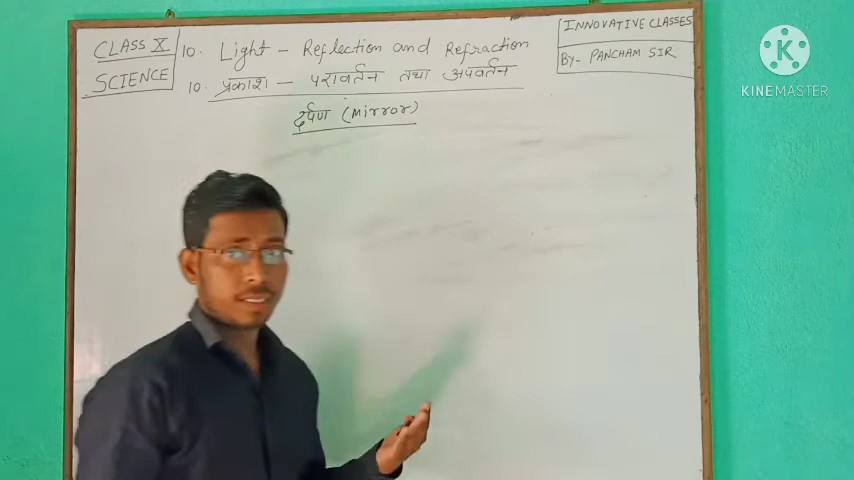 CLASS X
SCIENCE
10. Light - Reflection and Refraction
10. प्रकाश - परावर्तन तथा अपवर्तन
दर्पण (Mirror)
INNOVATIVE CLASSES
By- PANCHAM SIR
K
KINEMASTER